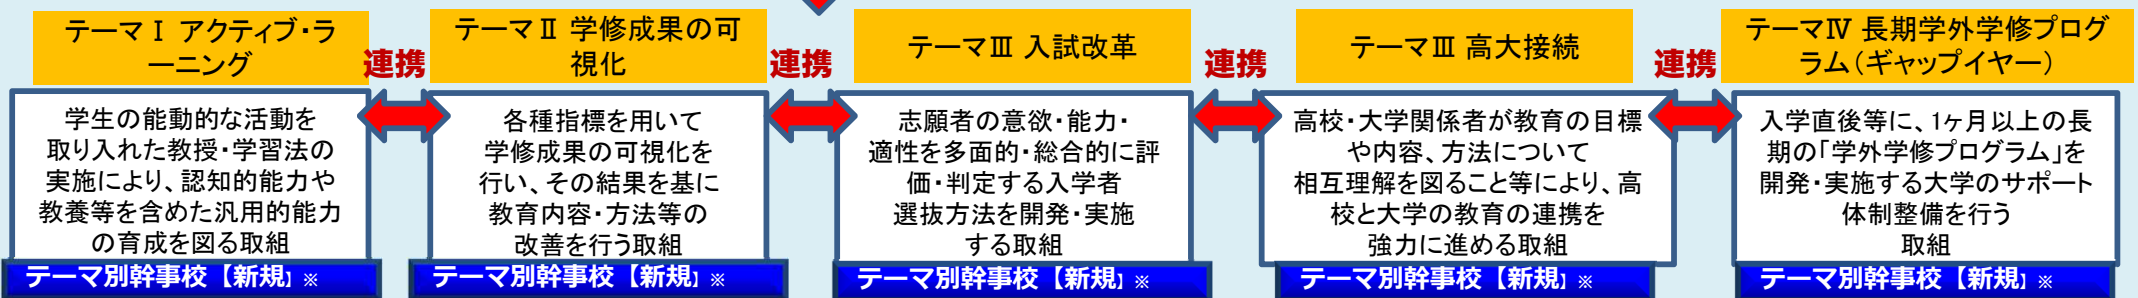 テーマⅠ アクティブ・ラ
ーニング
学生の能動的な活動を
取り入れた教授・学習法の
実施により、認知的能力や
教養等を含めた汎用的能力
の育成を図る取組
テーマ別幹事校【新規】※
連携
テーマⅡ 学修成果の可
視化
各種指標を用いて
学修成果の可視化を
行い、その結果を基に
教育内容・方法等の
改善を行う取組
テーマ別幹事校【新規】※
連携
テーマⅢ 入試改革
志願者の意欲・能力・
適性を多面的・総合的に評
価・判定する入学者
選抜方法を開発・実施
する取組
テーマ別幹事校【新規】※
連携
テーマⅢ 高大接続
高校・大学関係者が教育の目標
や内容、方法について
相互理解を図ること等により、高
校と大学の教育の連携を
強力に進める取組
テーマ別幹事校【新規】※
連携
テーマⅣ 長期学外学修プログ
ラム（ギャップイヤー）
入学直後等に、1ヶ月以上の長
期の「学外学修プログラム」を
開発・実施する大学のサポート
体制整備を行う
取組
テーマ別幹事校【新規】※